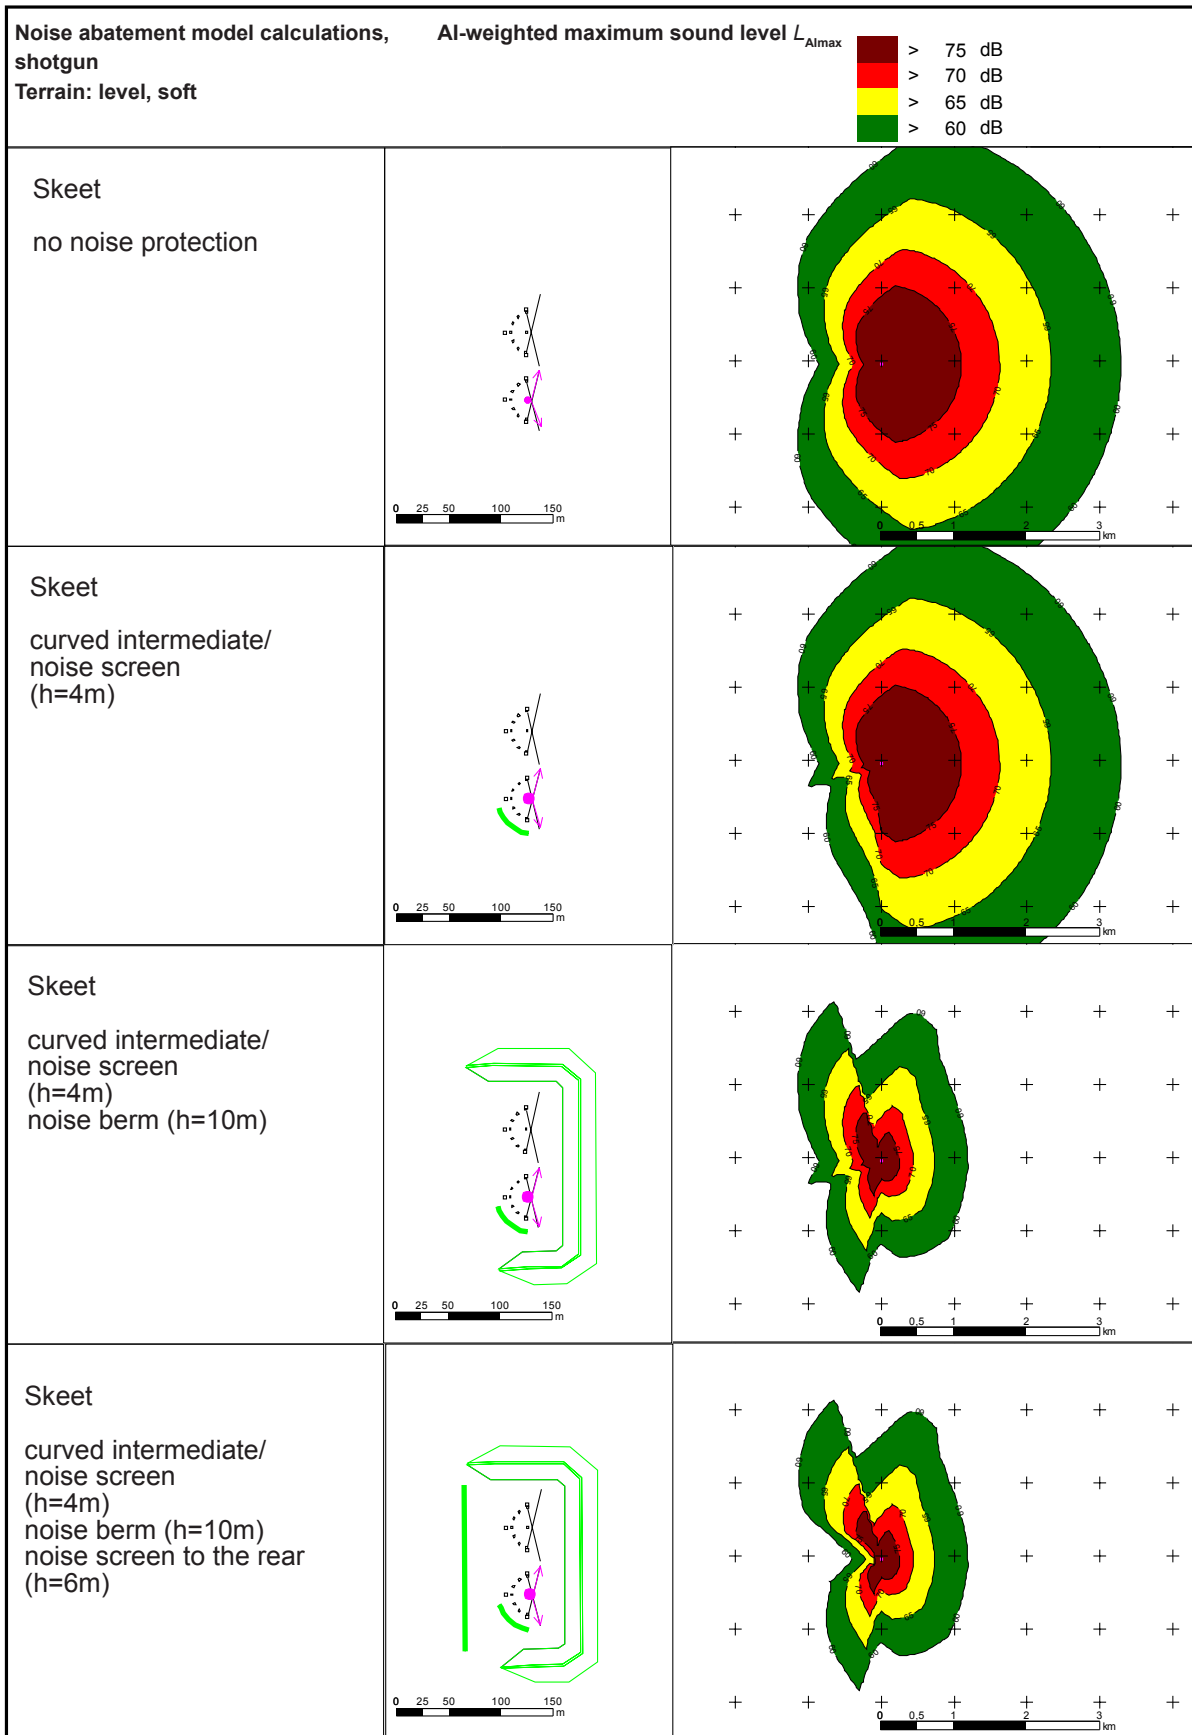 Noise abatement model calculations, AI-weighted maximum sound level L_AImax
shotgun
Terrain: level, soft
> 75 dB
> 70 dB
> 65 dB
> 60 dB
Skeet
no noise protection
0 25 50 100 150
m
0 0,5 1 2 3
km
Skeet
curved intermediate/
noise screen
(h=4m)
0 25 50 100 150
m
0 0,5 1 2 3
km
Skeet
curved intermediate/
noise screen
(h=4m)
noise berm (h=10m)
0 25 50 100 150
m
0 0,5 1 2 3
km
Skeet
curved intermediate/
noise screen
(h=4m)
noise berm (h=10m)
noise screen to the rear
(h=6m)
0 25 50 100 150
m
0 0,5 1 2 3
km